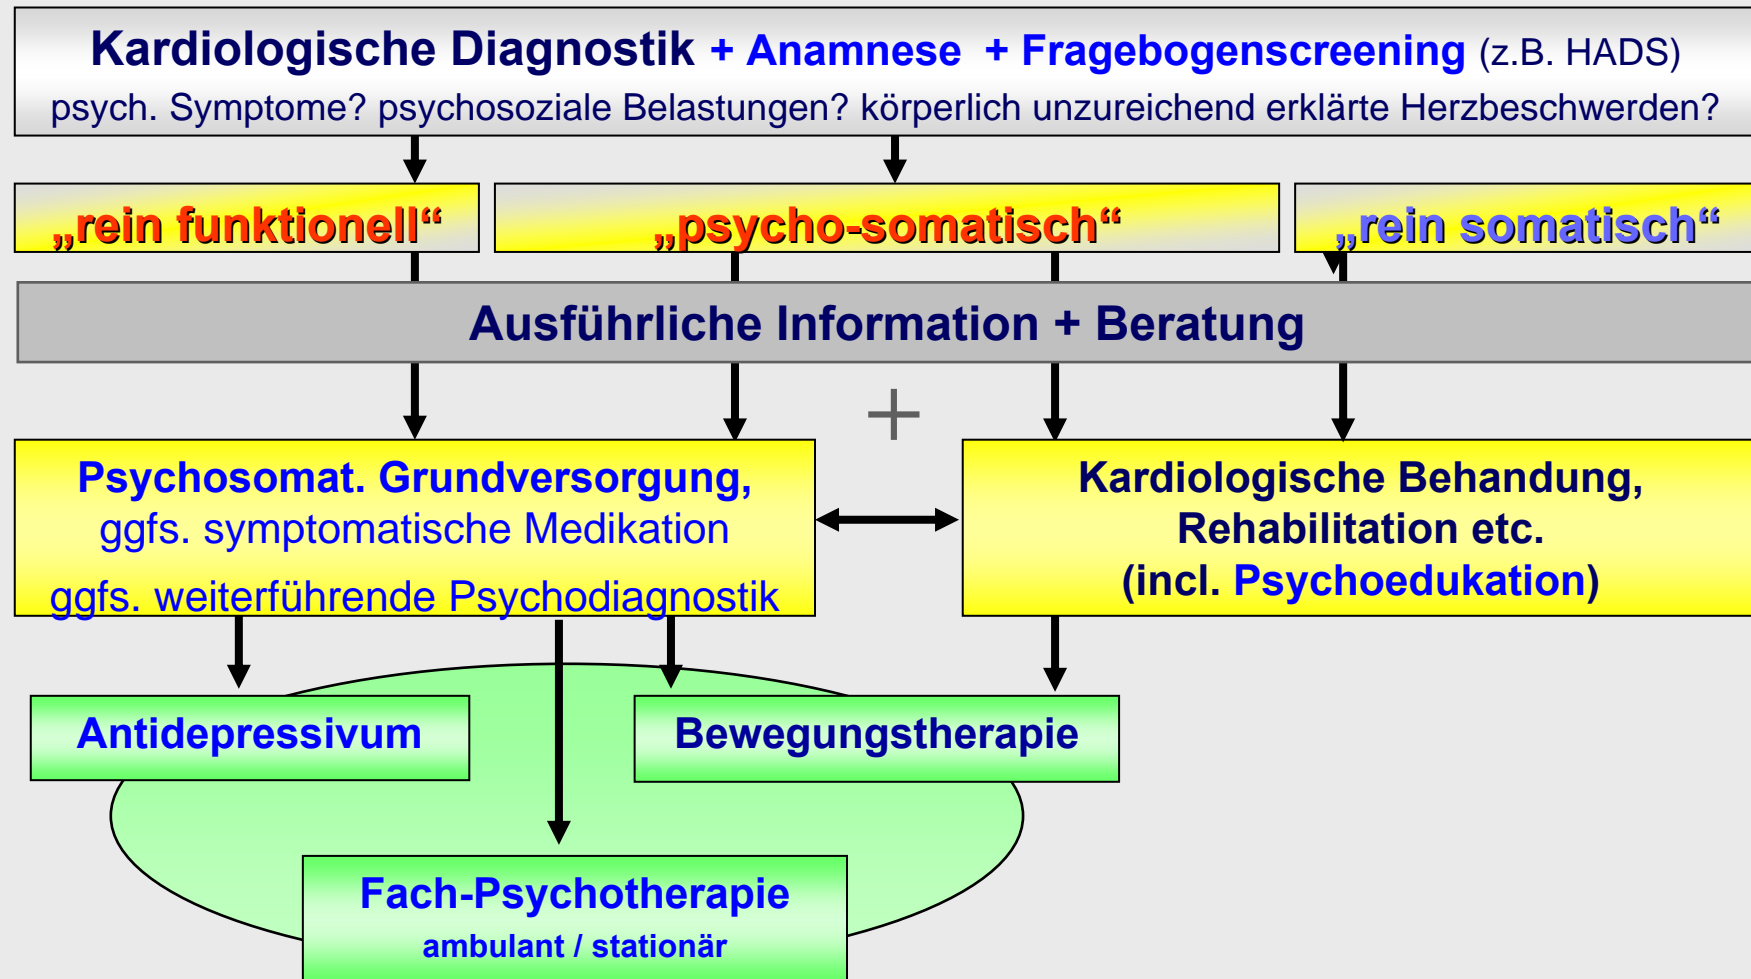 Kardiologische Diagnostik + Anamnese + Fragebogenscreening (z.B. HADS)
psych. Symptome? psychosoziale Belastungen? körperlich unzureichend erklärte Herzbeschwerden?
„rein funktionell“
„psycho-somatisch“
„rein somatisch“
Ausführliche Information + Beratung
+
Psychosomat. Grundversorgung,
ggfs. symptomatische Medikation
ggfs. weiterführende Psychodiagnostik
Kardiologische Behandung,
Rehabilitation etc.
(incl. Psychoedukation)
Antidepressivum
Bewegungstherapie
Fach-Psychotherapie
ambulant / stationär